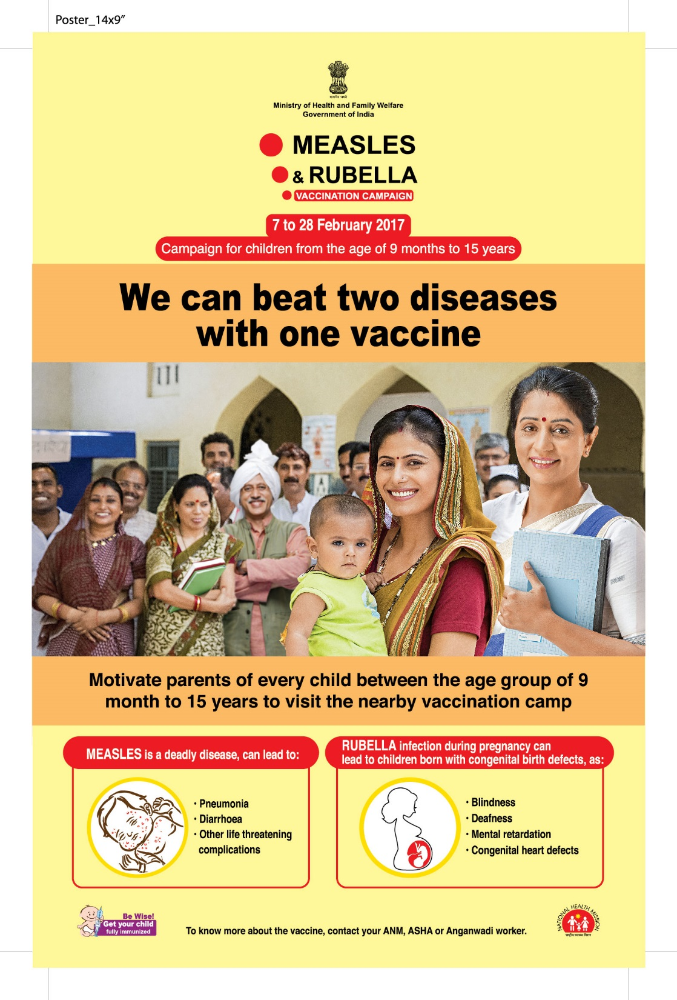 Poster_14x9”
सत्यमेव जयते
Ministry of Health and Family Welfare
Government of India
MEASLES
& RUBELLA
VACCINATION CAMPAIGN
7 to 28 February 2017
Campaign for children from the age of 9 months to 15 years
We can beat two diseases
with one vaccine
Motivate parents of every child between the age group of 9
month to 15 years to visit the nearby vaccination camp
MEASLES is a deadly disease, can lead to:
• Pneumonia
• Diarrhoea
• Other life threatening
complications
RUBELLA infection during pregnancy can
lead to children born with congenital birth defects, as:
• Blindness
• Deafness
• Mental retardation
• Congenital heart defects
Be Wise!
Get your child
fully immunized
To know more about the vaccine, contact your ANM, ASHA or Anganwadi worker.
NATIONAL HEALTH MISSION
राष्ट्रीय स्वास्थ्य मिशन